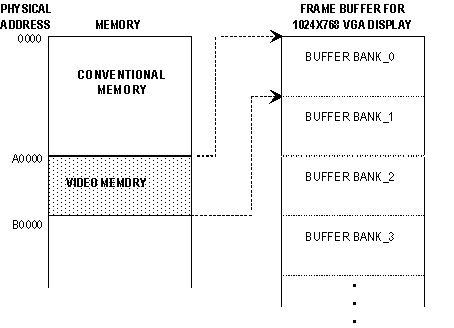 PHYSICAL
ADDRESS
MEMORY
FRAME BUFFER FOR
1024X768 VGA DISPLAY
0000
CONVENTIONAL
MEMORY
A0000
VIDEO MEMORY
B0000
BUFFER BANK_0
BUFFER BANK_1
BUFFER BANK_2
BUFFER BANK_3